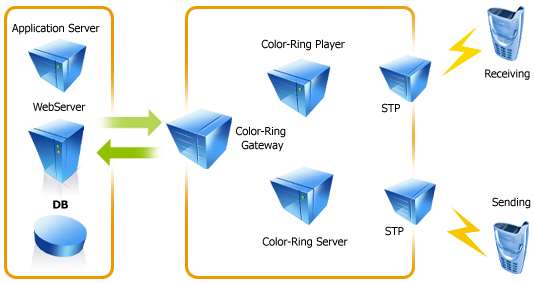 Application Server
WebServer
DB
Color-Ring
Gateway
Color-Ring Player
Color-Ring Server
STP
STP
Receiving
Sending